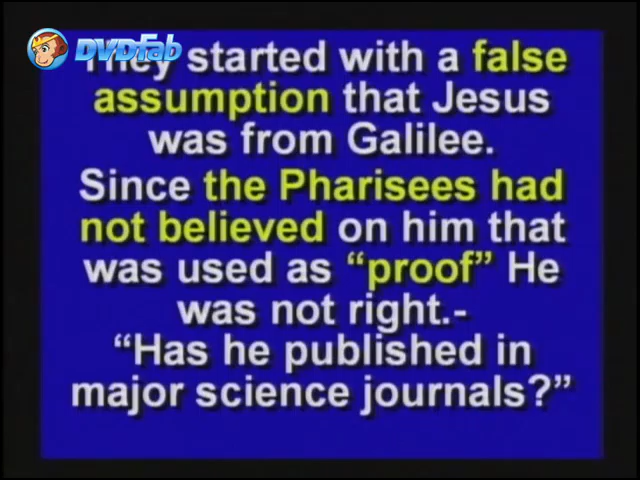 DVDfab
They started with a false
assumption that Jesus
was from Galilee.
Since the Pharisees had
not believed on him that
was used as “proof” He
was not right.-
“Has he published in
major science journals?”